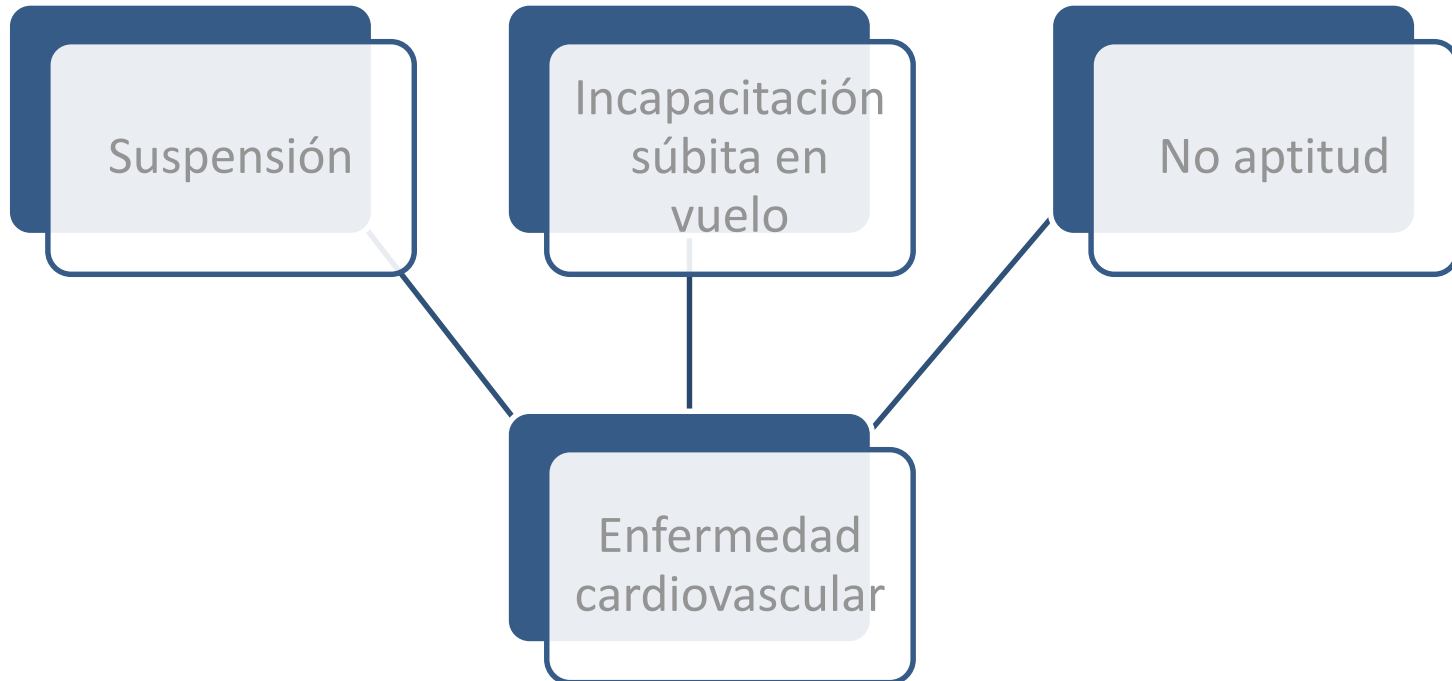 Suspensión
Incapacitación
súbita en
vuelo
No aptitud
Enfermedad
cardiovascular